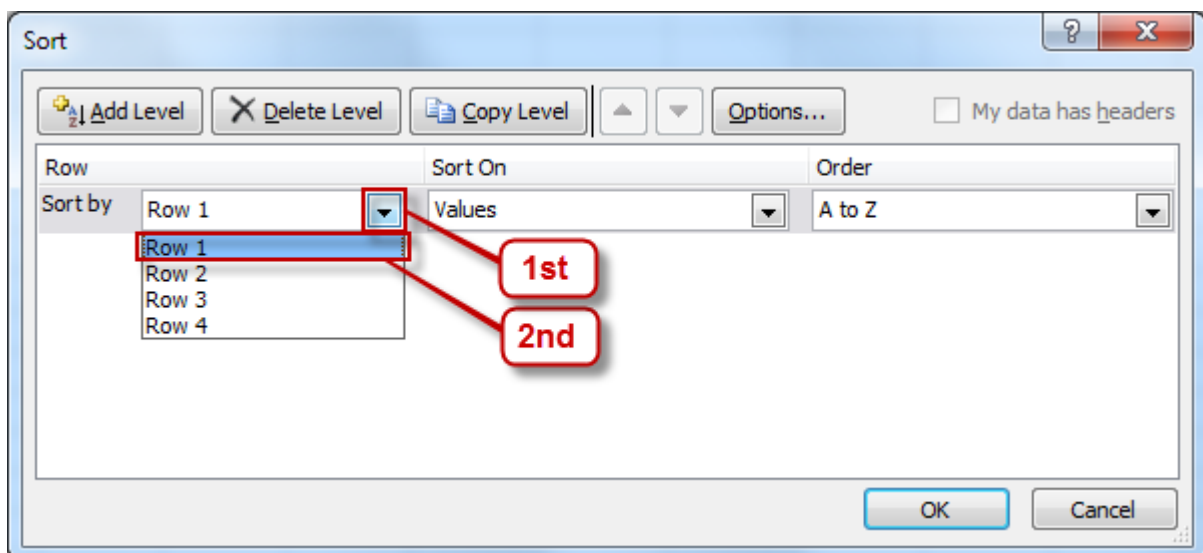 Sort
Add Level Delete Level Copy Level Options... My data has headers
Row Sort On Order
Sort by Row 1 Values A to Z
Row 1
Row 2
Row 3
Row 4
1st
2nd
OK Cancel